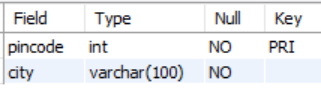 Field Type Null Key
pincode int NO PRI
city varchar(100) NO